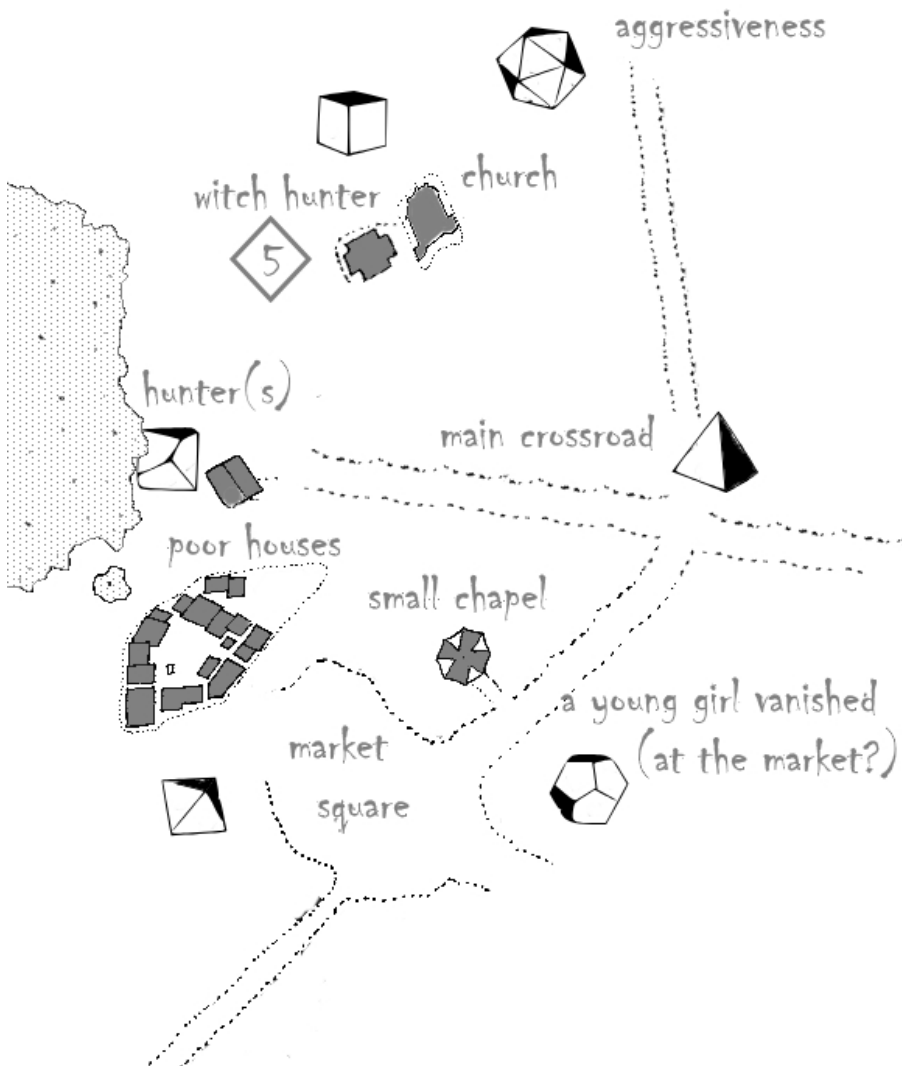 aggressiveness
church
witch hunter
5
hunter(s)
main crossroad
poor houses
small chapel
a young girl vanished
(at the market?)
market
square